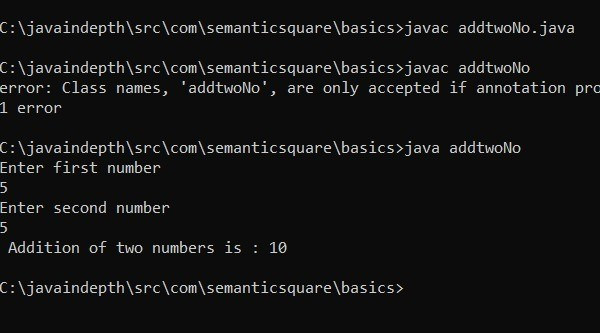 C:\javaindepth\src\com\semanticsquare\basics>javac addtwoNo.java
C:\javaindepth\src\com\semanticsquare\basics>javac addtwoNo
error: Class names, 'addtwoNo', are only accepted if annotation pro
1 error
C:\javaindepth\src\com\semanticsquare\basics>java addtwoNo
Enter first number
5
Enter second number
5
Addition of two numbers is : 10
C:\javaindepth\src\com\semanticsquare\basics>